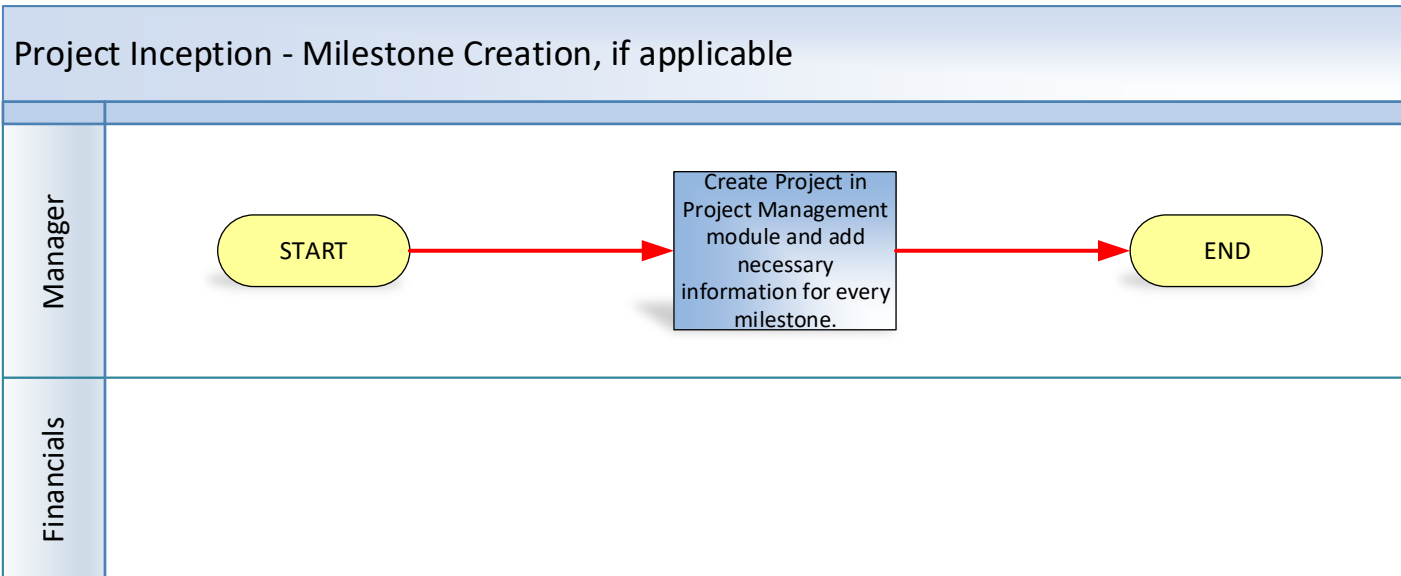 Project Inception - Milestone Creation, if applicable
Manager
START
Create Project in
Project Management
module and add
necessary
information for every
milestone.
END
Financials